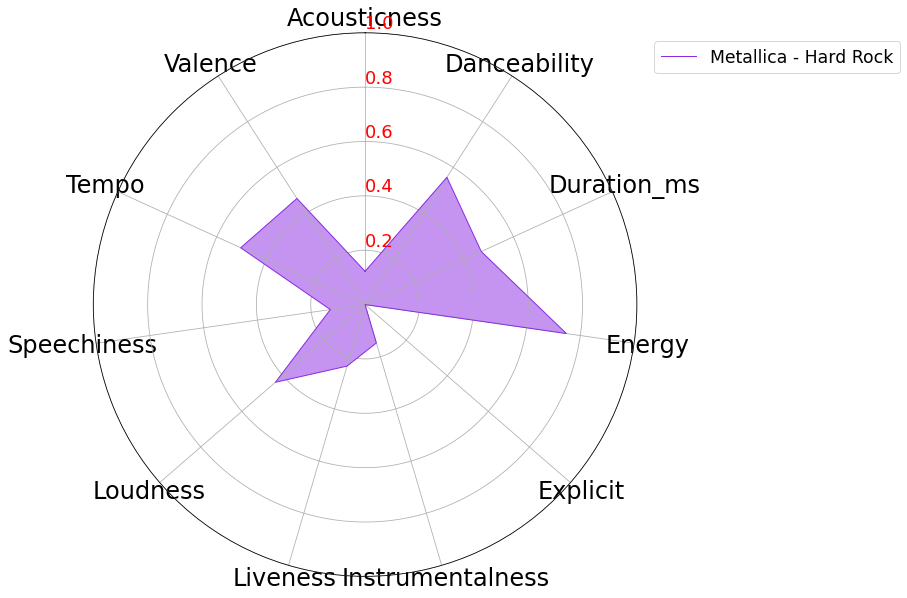 Acousticness
1.0
Valence
Danceability
Metallica - Hard Rock
0.8
0.6
Tempo
0.4
Duration_ms
0.2
Speechiness
Energy
Loudness
Explicit
Liveness
Instrumentalness